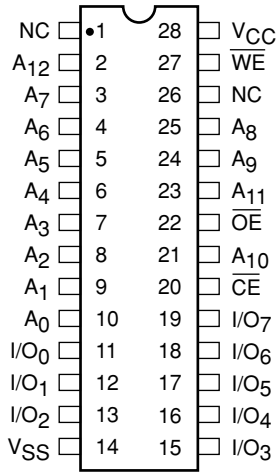 NC •1 28 VCC
A12 2 27 WE
A7 3 26 NC
A6 4 25 A8
A5 5 24 A9
A4 6 23 A11
A3 7 22 OE
A2 8 21 A10
A1 9 20 CE
A0 10 19 I/O7
I/O0 11 18 I/O6
I/O1 12 17 I/O5
I/O2 13 16 I/O4
VSS 14 15 I/O3